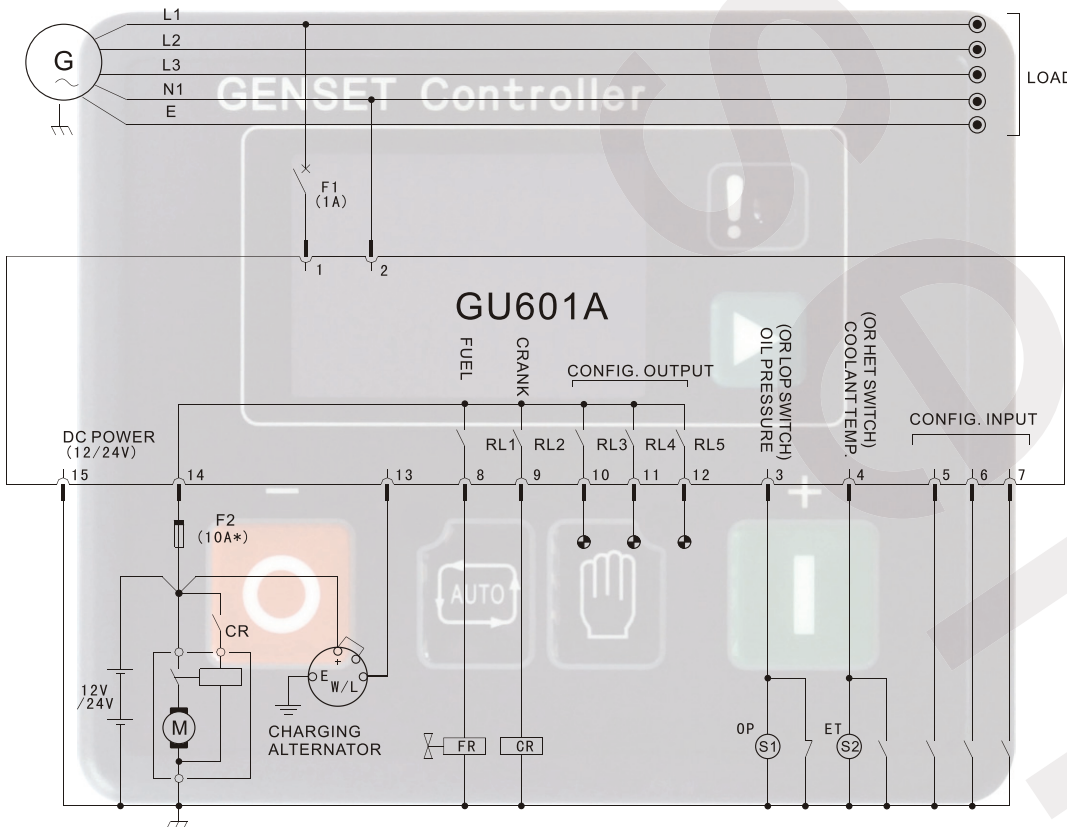 L1
L2
G
L3
LOAD
N1
GENSET Controller
E
F1
(1A)
1
2
GU601A
FUEL
CRANK
CONFIG. OUTPUT
(OR LOP SWITCH)
OIL PRESSURE
(OR HET SWITCH)
COOLANT TEMP.
CONFIG. INPUT
DC POWER
(12/24V)
RL1
RL2
RL3
RL4
RL5
15
14
13
8
9
10
11
12
3
4
5
6
7
F2
(10A*)
AUTO
CR
+
E
W/L
12V
/24V
M
CHARGING
ALTERNATOR
FR
CR
OP
S1
ET
S2